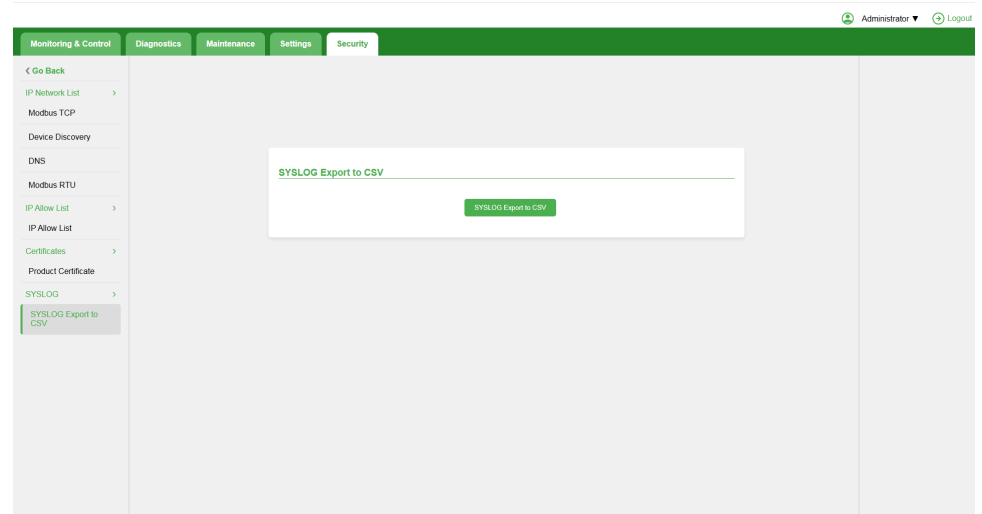 Administrator ▼ Logout
Monitoring & Control Diagnostics Maintenance Settings Security
Go Back
IP Network List
Modbus TCP
Device Discovery
DNS
Modbus RTU
IP Allow List
IP Allow List
Certificates
Product Certificate
SYSLOG
SYSLOG Export to
CSV
SYSLOG Export to CSV
SYSLOG Export to CSV